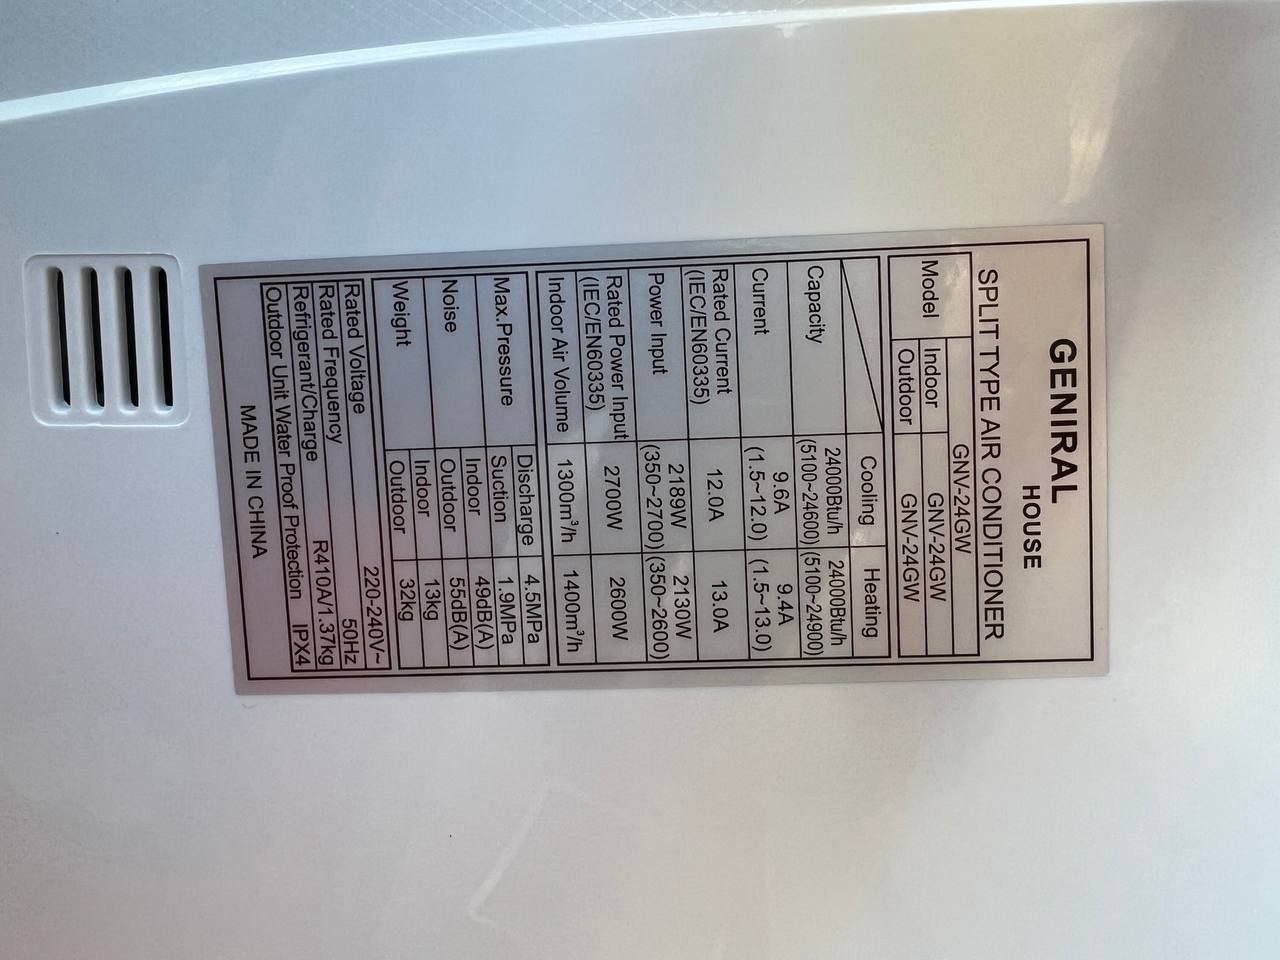 GENIRAL
HOUSE
SPLIT TYPE AIR CONDITIONER
Model GNV-24GW
Indoor GNV-24GW
Outdoor GNV-24GW
Cooling Heating
Capacity 24000Btu/h 24000Btu/h
(5100~24600) (5100~24900)
Current 9.6A 9.4A
(1.5~12.0) (1.5~13.0)
Rated Current 12.0A 13.0A
(IEC/EN60335)
Power Input 2189W 2130W
(350~2700) (350~2600)
Rated Power Input 2700W 2600W
(IEC/EN60335)
Indoor Air Volume 1300m³/h 1400m³/h
Max.Pressure Discharge 4.5MPa
Suction 1.9MPa
Noise Indoor 49dB(A)
Outdoor 55dB(A)
Weight Indoor 13kg
Outdoor 32kg
Rated Voltage 220-240V~
Rated Frequency 50Hz
Refrigerant/Charge R410A/1.37kg
Outdoor Unit Water Proof Protection IPX4
MADE IN CHINA